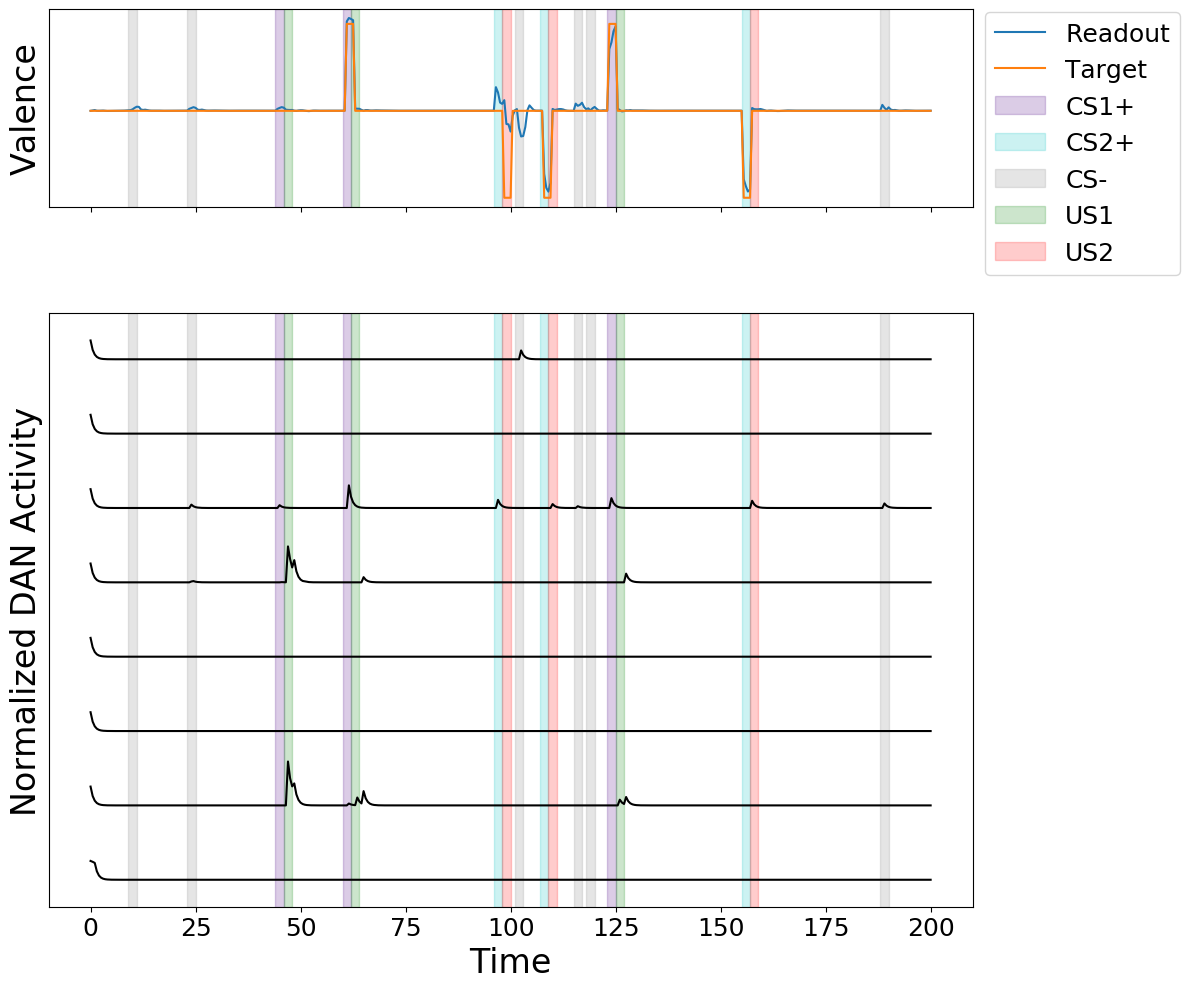 Valence
Readout
Target
CS1+
CS2+
CS-
US1
US2
Normalized DAN Activity
0 25 50 75 100 125 150 175 200
Time